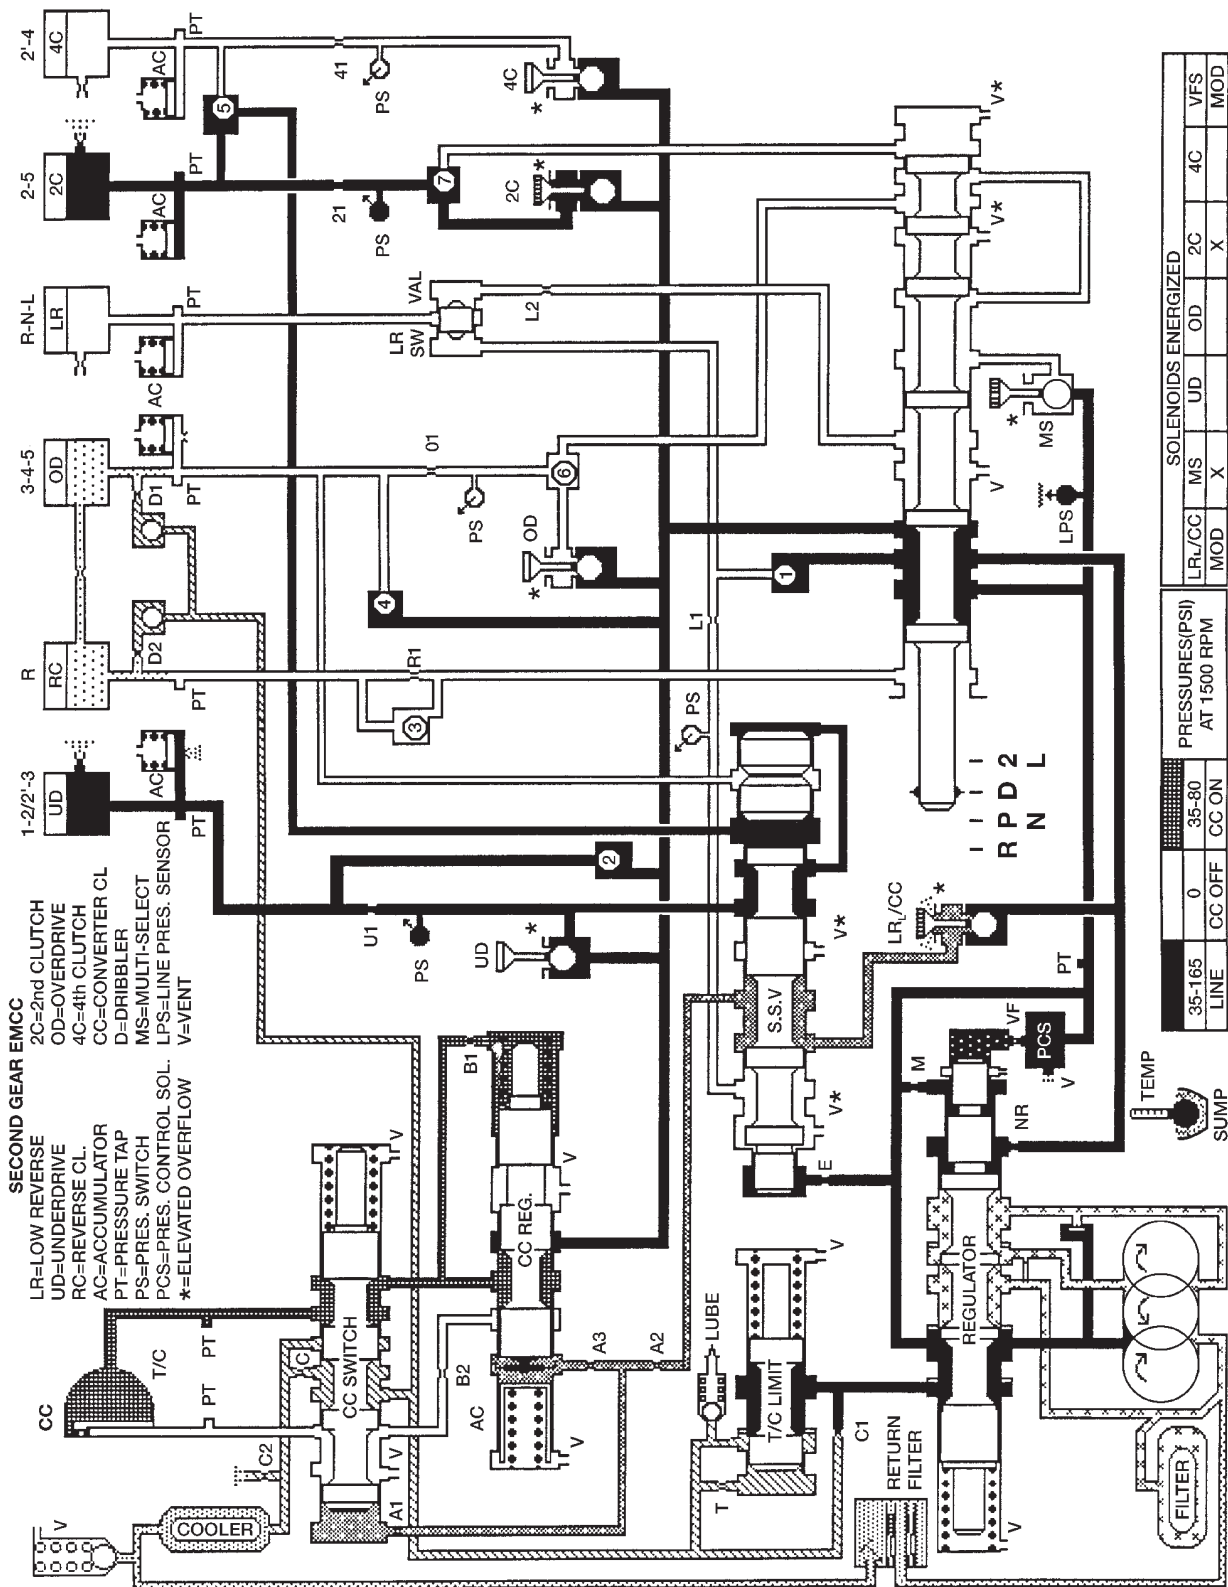 SECOND GEAR EMCC
LR=LOW REVERSE
UD=UNDERDRIVE
RC=REVERSE CL.
AC=ACCUMULATOR
PT=PRESSURE TAP
PS=PRES. SWITCH
PCS=PRES. CONTROL SOL.
*=ELEVATED OVERFLOW
2C=2nd CLUTCH
OD=OVERDRIVE
4C=4th CLUTCH
CC=CONVERTER CL
D=DRIBBLER
MS=MULTI-SELECT
LPS=LINE PRES. SENSOR
V=VENT
1-2/2'-3
UD
R
RC
3-4-5
OD
R-N-L
LR
2-5
2C
2'-4
4C
AC
PT
D2
PT
D1
AC
PT
AC
PT
AC
PT
AC
PT
CC
T/C
PT
PT
C2
C
COOLER
V
CC SWITCH
V
V
A1
B1
B2
CC REG.
V
AC
V
A3
A2
U1
PS
UD
*
2
R1
3
4
O1
PS
OD
*
6
LR
SW
VAL
L2
21
PS
7
2C
*
5
41
PS
4C
*
PS
L1
1
S.S.V
V*
V*
E
LR_L/CC
*
LUBE
T
T/C LIMIT
V
C1
RETURN
FILTER
REGULATOR
V
M
NR
VF
PCS
V
PT
FILTER
TEMP
SUMP
R P D 2
N L
LPS
MS
*
V
V*
V*
35-165
LINE
0
CC OFF
35-80
CC ON
PRESSURES(PSI)
AT 1500 RPM
SOLENOIDS ENERGIZED
LR_L/CC MS UD OD 2C 4C VFS
MOD X X MOD